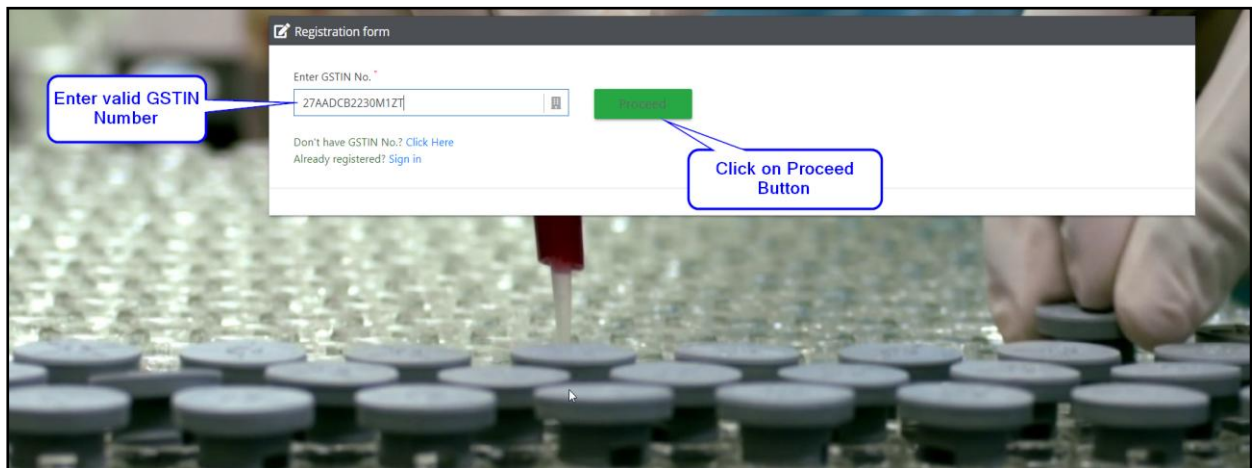 Registration form
Enter GSTIN No. *
Enter valid GSTIN
Number
27AADCB2230M1ZT
Proceed
Don't have GSTIN No.? Click Here
Already registered? Sign in
Click on Proceed
Button